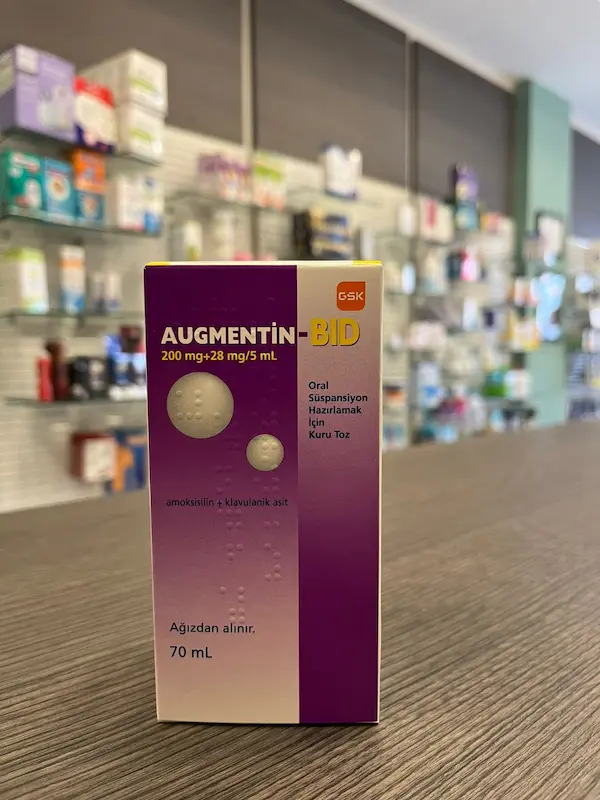 GSK
AUGMENTİN-BID
200 mg+28 mg/5 mL
Oral
Süspansiyon
Hazırlamak
İçin
Kuru Toz
amoksisilin + klavulanik asit
Ağızdan alınır.
70 mL